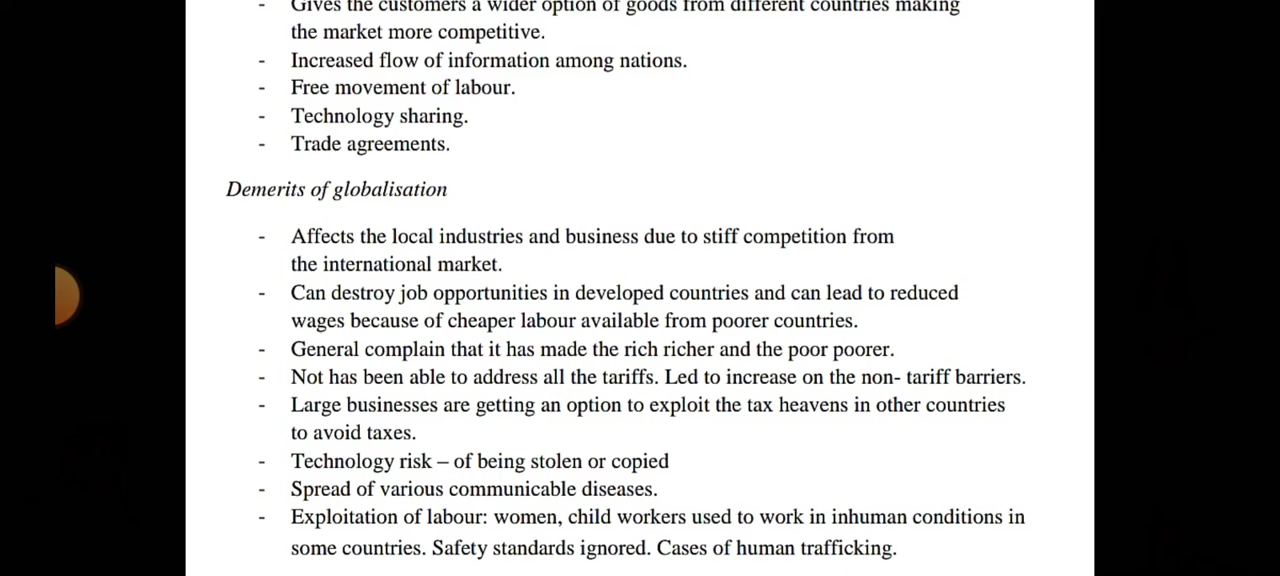 - Gives the customers a wider option of goods from different countries making
the market more competitive.
- Increased flow of information among nations.
- Free movement of labour.
- Technology sharing.
- Trade agreements.
Demerits of globalisation
- Affects the local industries and business due to stiff competition from
the international market.
- Can destroy job opportunities in developed countries and can lead to reduced
wages because of cheaper labour available from poorer countries.
- General complain that it has made the rich richer and the poor poorer.
- Not has been able to address all the tariffs. Led to increase on the non- tariff barriers.
- Large businesses are getting an option to exploit the tax heavens in other countries
to avoid taxes.
- Technology risk – of being stolen or copied
- Spread of various communicable diseases.
- Exploitation of labour: women, child workers used to work in inhuman conditions in
some countries. Safety standards ignored. Cases of human trafficking.